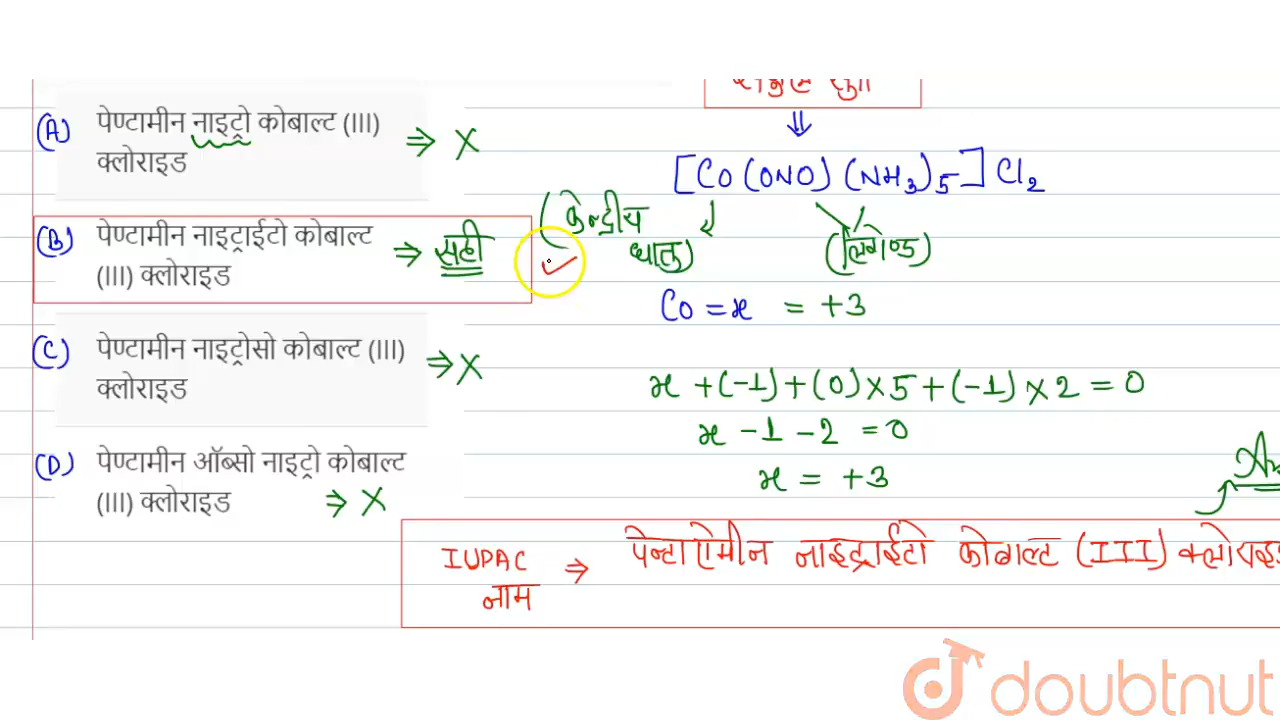 (A) पेण्टामीन नाइट्रो कोबाल्ट (III) ⇒ X
क्लोराइड
(B) पेण्टामीन नाइट्राईटो कोबाल्ट ⇒ सही ✓
(III) क्लोराइड
(C) पेण्टामीन नाइट्रोसो कोबाल्ट (III) ⇒ X
क्लोराइड
(D) पेण्टामीन ऑब्सो नाइट्रो कोबाल्ट
(III) क्लोराइड ⇒ X
⇓
[Co (ONO) (NH3)5] Cl2
(केन्द्रीय
धातु)
(लिगेण्ड)
Co = x = +3
x + (-1) + (0) × 5 + (-1) × 2 = 0
x - 1 - 2 = 0
x = +3
IUPAC ⇒ पेन्टाऐमीन नाइट्राईटो कोबाल्ट (III) क्लोराइड
नाम
doubtnut